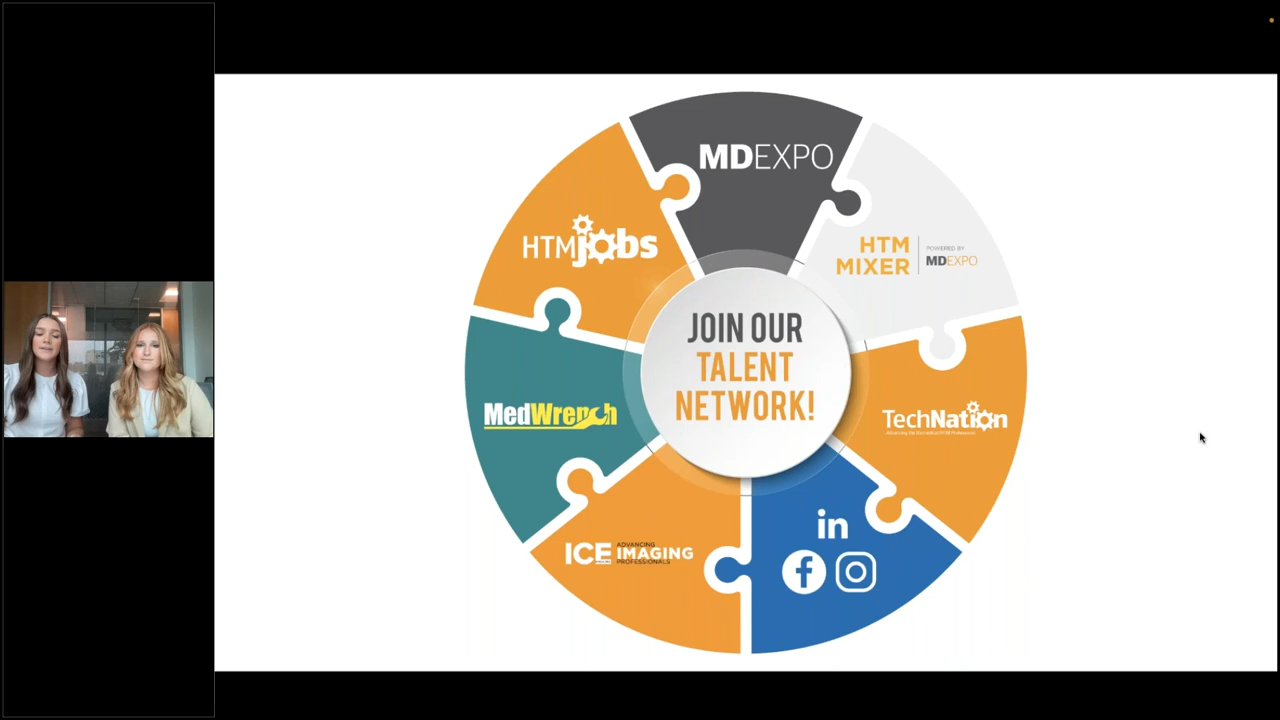 MDEXPO
HTM
MIXER
POWERED BY
MDEXPO
HTMjobs
JOIN OUR
TALENT
NETWORK!
MedWrench
TechNation
ICE
ADVANCING
IMAGING
PROFESSIONALS
in
f